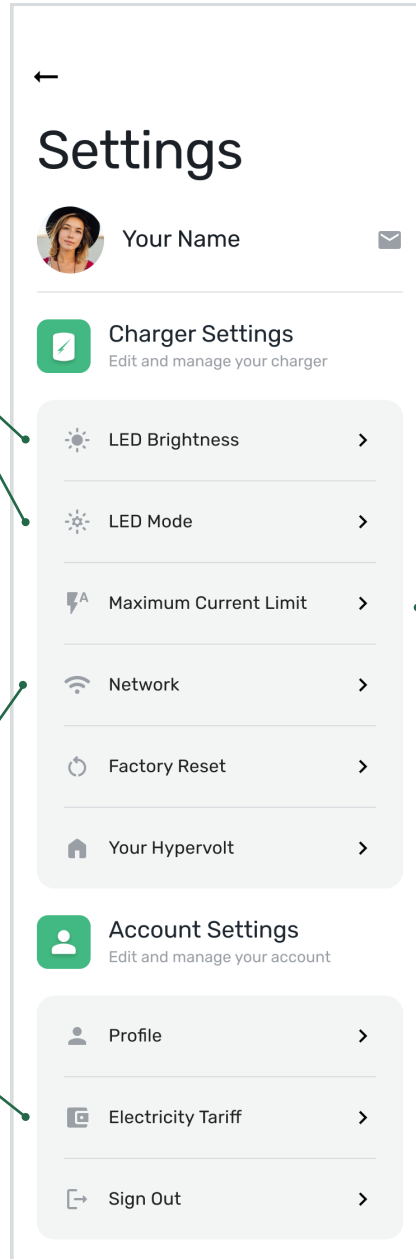 Settings
Your Name
Charger Settings
Edit and manage your charger
LED Brightness
LED Mode
A
Maximum Current Limit
Network
Factory Reset
Your Hypervolt
Account Settings
Edit and manage your account
Profile
Electricity Tariff
Sign Out